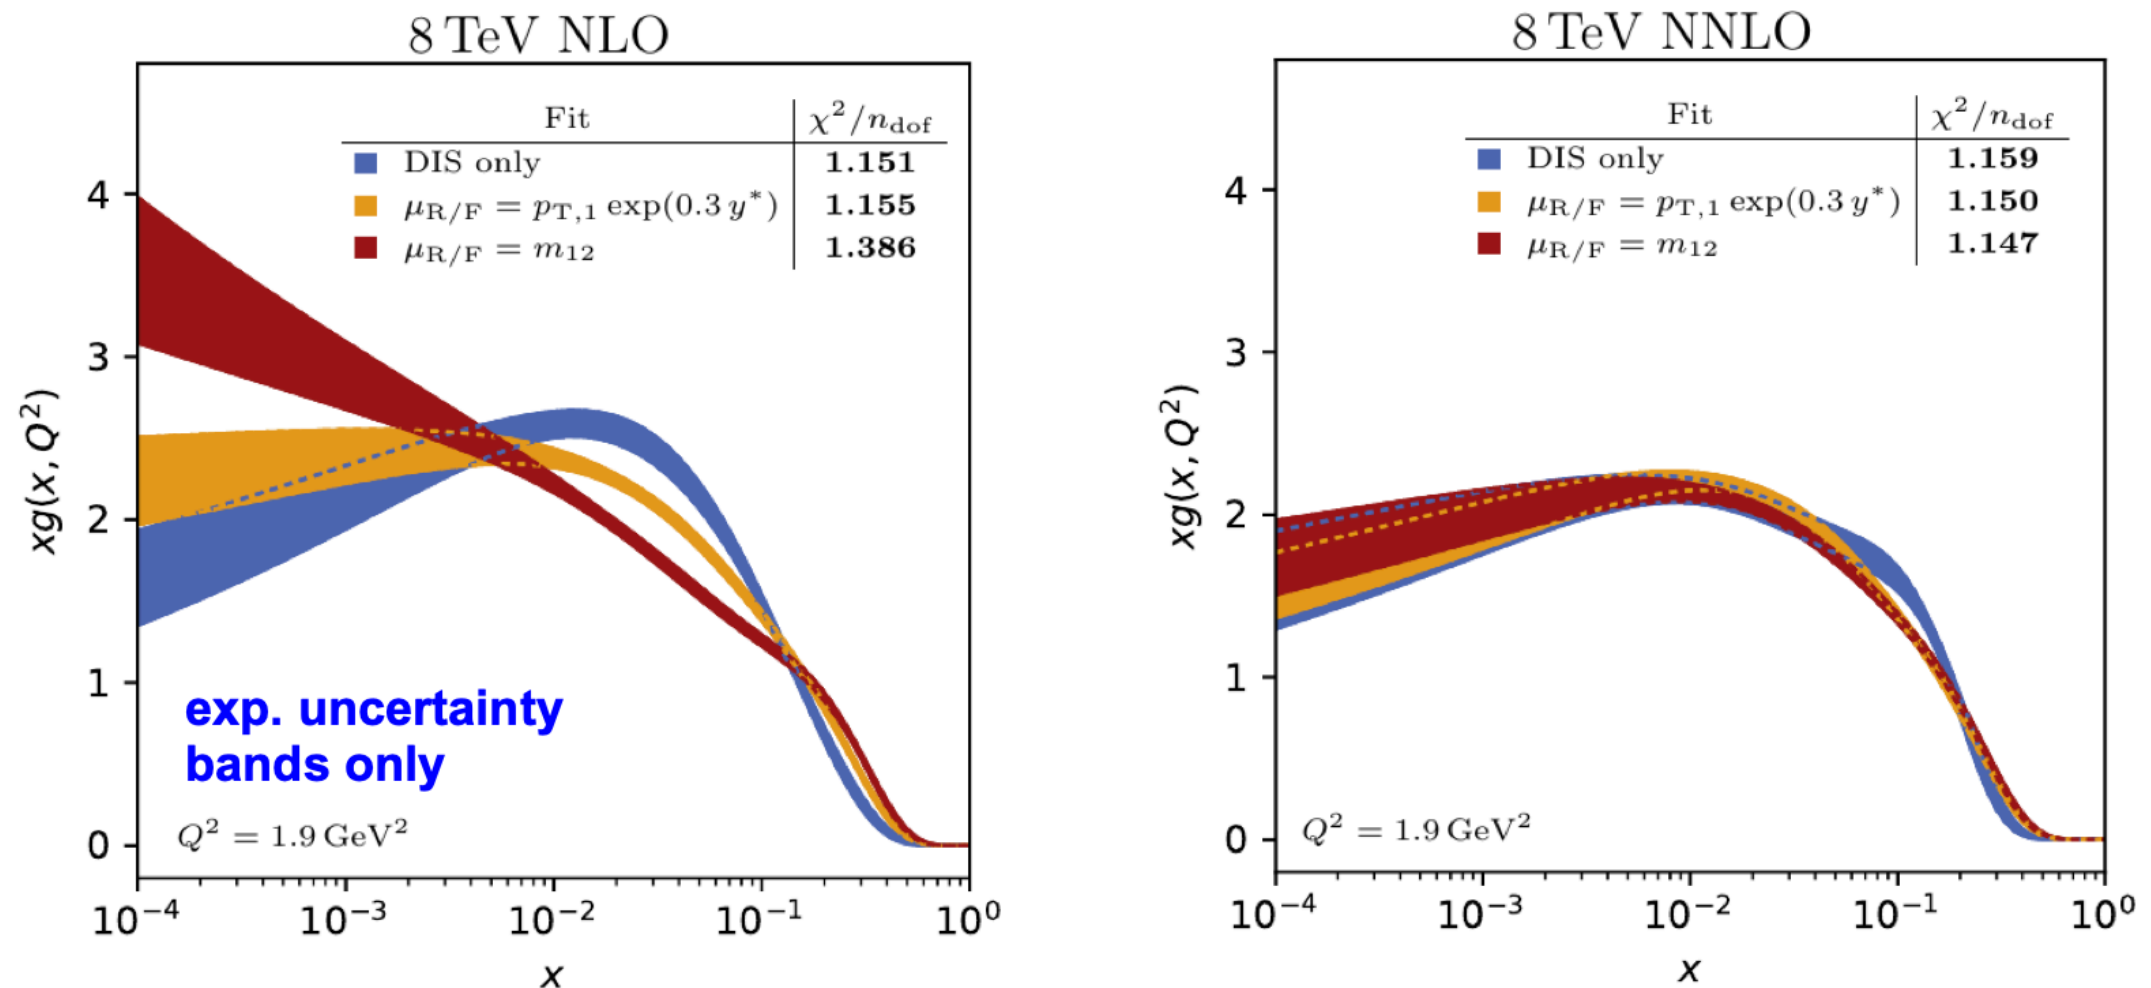 8 TeV NLO
Fit χ²/n_dof
DIS only 1.151
μ_R/F = p_T,1 exp(0.3 y*) 1.155
μ_R/F = m_12 1.386
4
3
2
1
0
xg(x, Q²)
exp. uncertainty
bands only
Q² = 1.9 GeV²
10⁻⁴ 10⁻³ 10⁻² 10⁻¹ 10⁰
x
8 TeV NNLO
Fit χ²/n_dof
DIS only 1.159
μ_R/F = p_T,1 exp(0.3 y*) 1.150
μ_R/F = m_12 1.147
4
3
2
1
0
xg(x, Q²)
Q² = 1.9 GeV²
10⁻⁴ 10⁻³ 10⁻² 10⁻¹ 10⁰
x